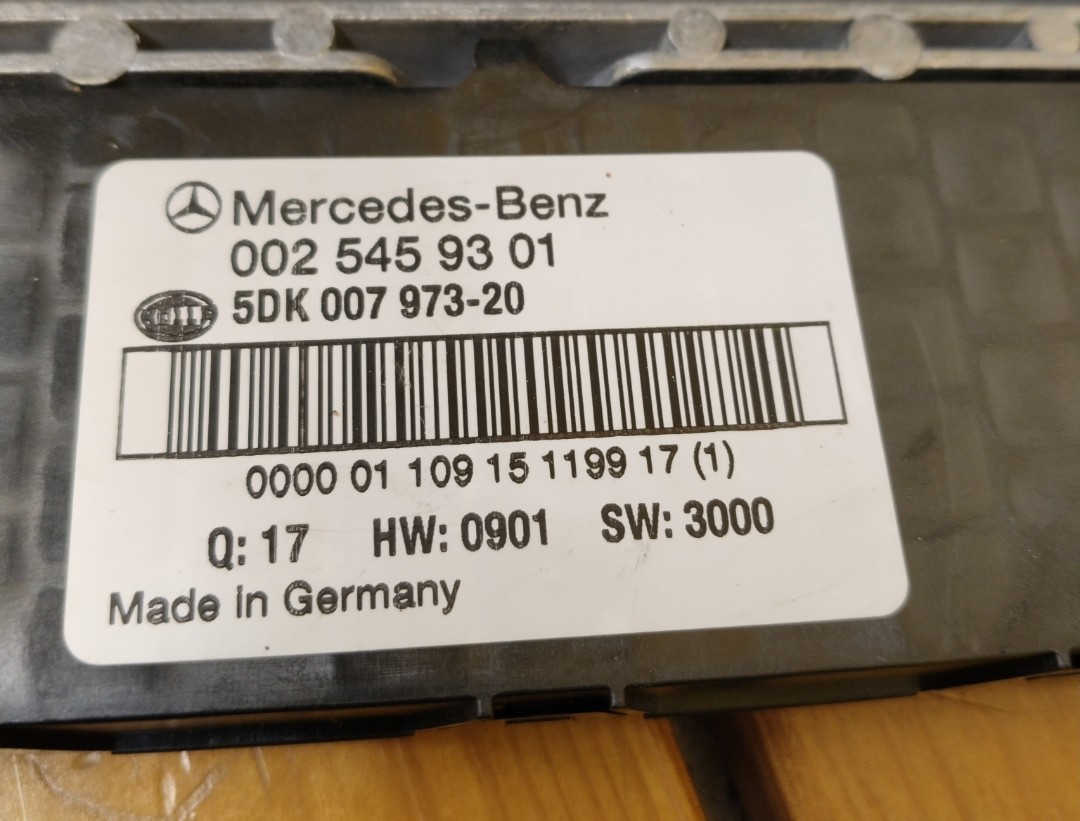 Mercedes-Benz
002 545 93 01
HELLA 5DK 007 973-20
0000 01 109 15 1199 17 (1)
Q: 17 HW: 0901 SW: 3000
Made in Germany